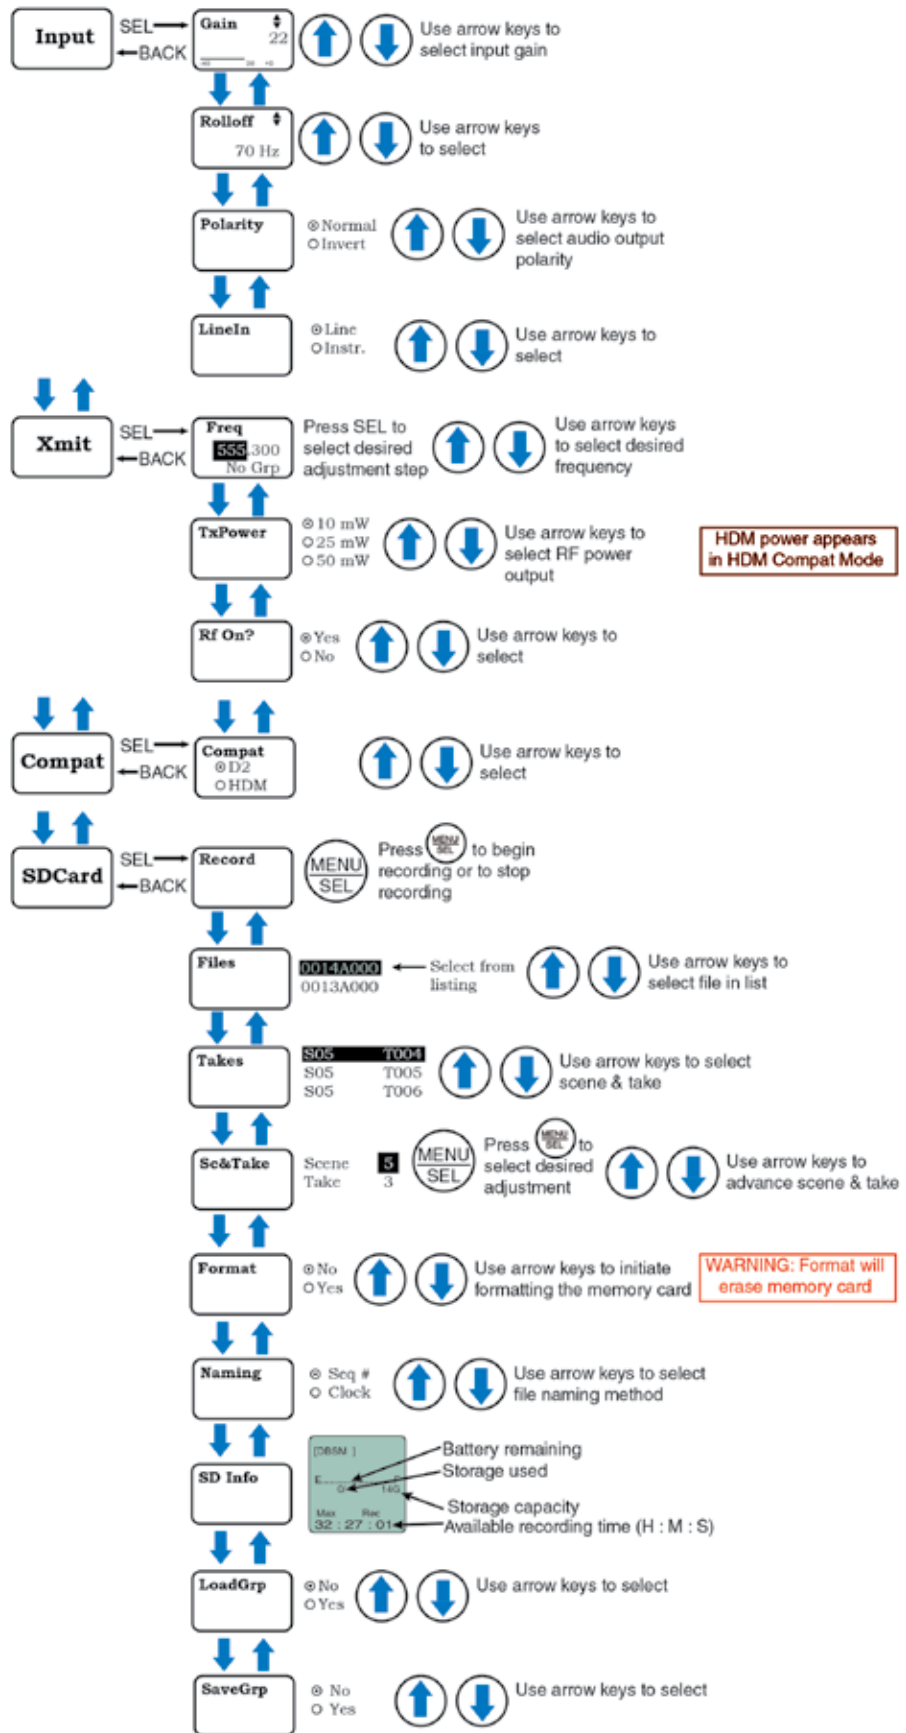 Input
SEL
BACK
Gain
22
Use arrow keys to
select input gain
Rolloff
70 Hz
Use arrow keys
to select
Polarity
Normal
Invert
Use arrow keys to
select audio output
polarity
LineIn
Line
Instr.
Use arrow keys to
select
Xmit
SEL
BACK
Freq
555.300
No Grp
Press SEL to
select desired
adjustment step
Use arrow keys
to select desired
frequency
TxPower
10 mW
25 mW
50 mW
Use arrow keys to
select RF power
output
HDM power appears
in HDM Compat Mode
Rf On?
Yes
No
Use arrow keys to
select
Compat
SEL
BACK
Compat
D2
HDM
Use arrow keys to
select
SDCard
SEL
BACK
Record
MENU
SEL
Press MENU SEL to begin
recording or to stop
recording
Files
0014A000
0013A000
Select from
listing
Use arrow keys to
select file in list
Takes
S05 T004
S05 T005
S05 T006
Use arrow keys to select
scene & take
Sc&Take
Scene 5
Take 3
MENU
SEL
Press MENU SEL to
select desired
adjustment
Use arrow keys to
advance scene & take
Format
No
Yes
Use arrow keys to initiate
formatting the memory card
WARNING: Format will
erase memory card
Naming
Seq #
Clock
Use arrow keys to select
file naming method
SD Info
[DBSM ]
E F
0 14G
Max Rec
32 : 27 : 01
Battery remaining
Storage used
Storage capacity
Available recording time (H : M : S)
LoadGrp
No
Yes
Use arrow keys to select
SaveGrp
No
Yes
Use arrow keys to select